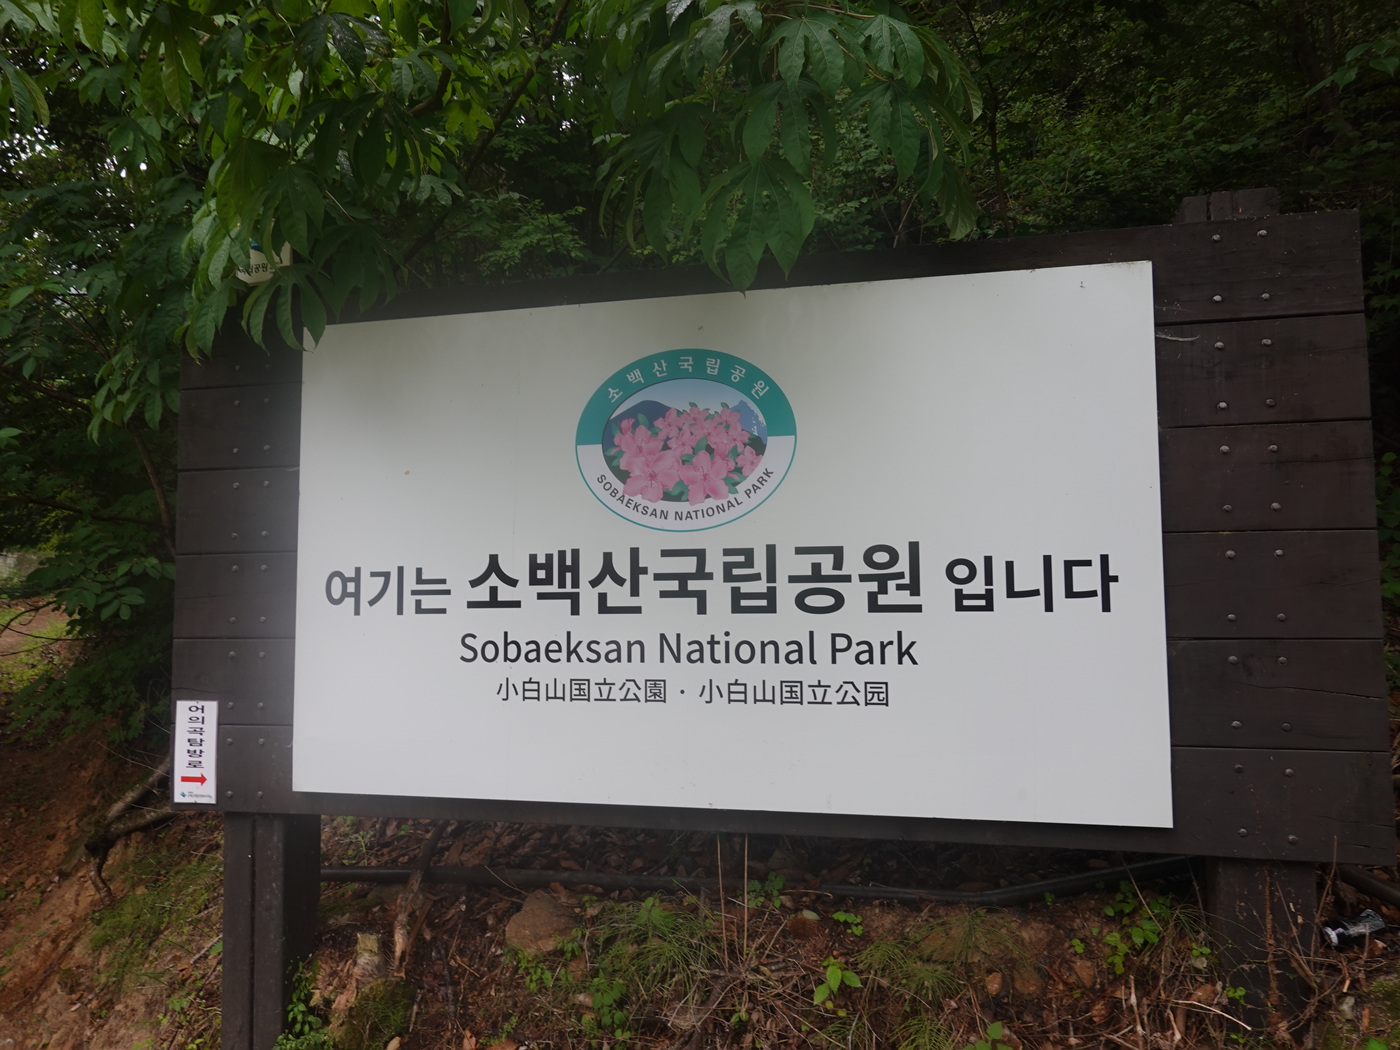 소백산국립공원
SOBAEKSAN NATIONAL PARK
여기는 소백산국립공원 입니다
Sobaeksan National Park
小白山国立公園 · 小白山国立公园
어의곡탐방로